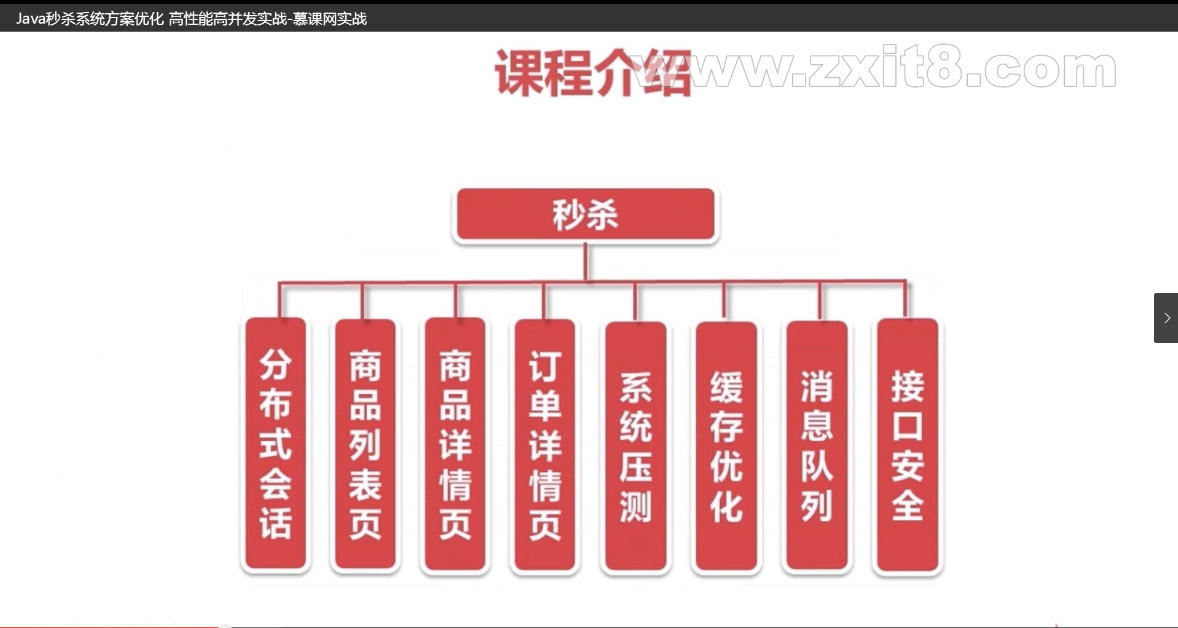 Java秒杀系统方案优化 高性能高并发实战-慕课网实战
课程介绍
www.zxit8.com
秒杀
分布式会话
商品列表页
商品详情页
订单详情页
系统压测
缓存优化
消息队列
接口安全